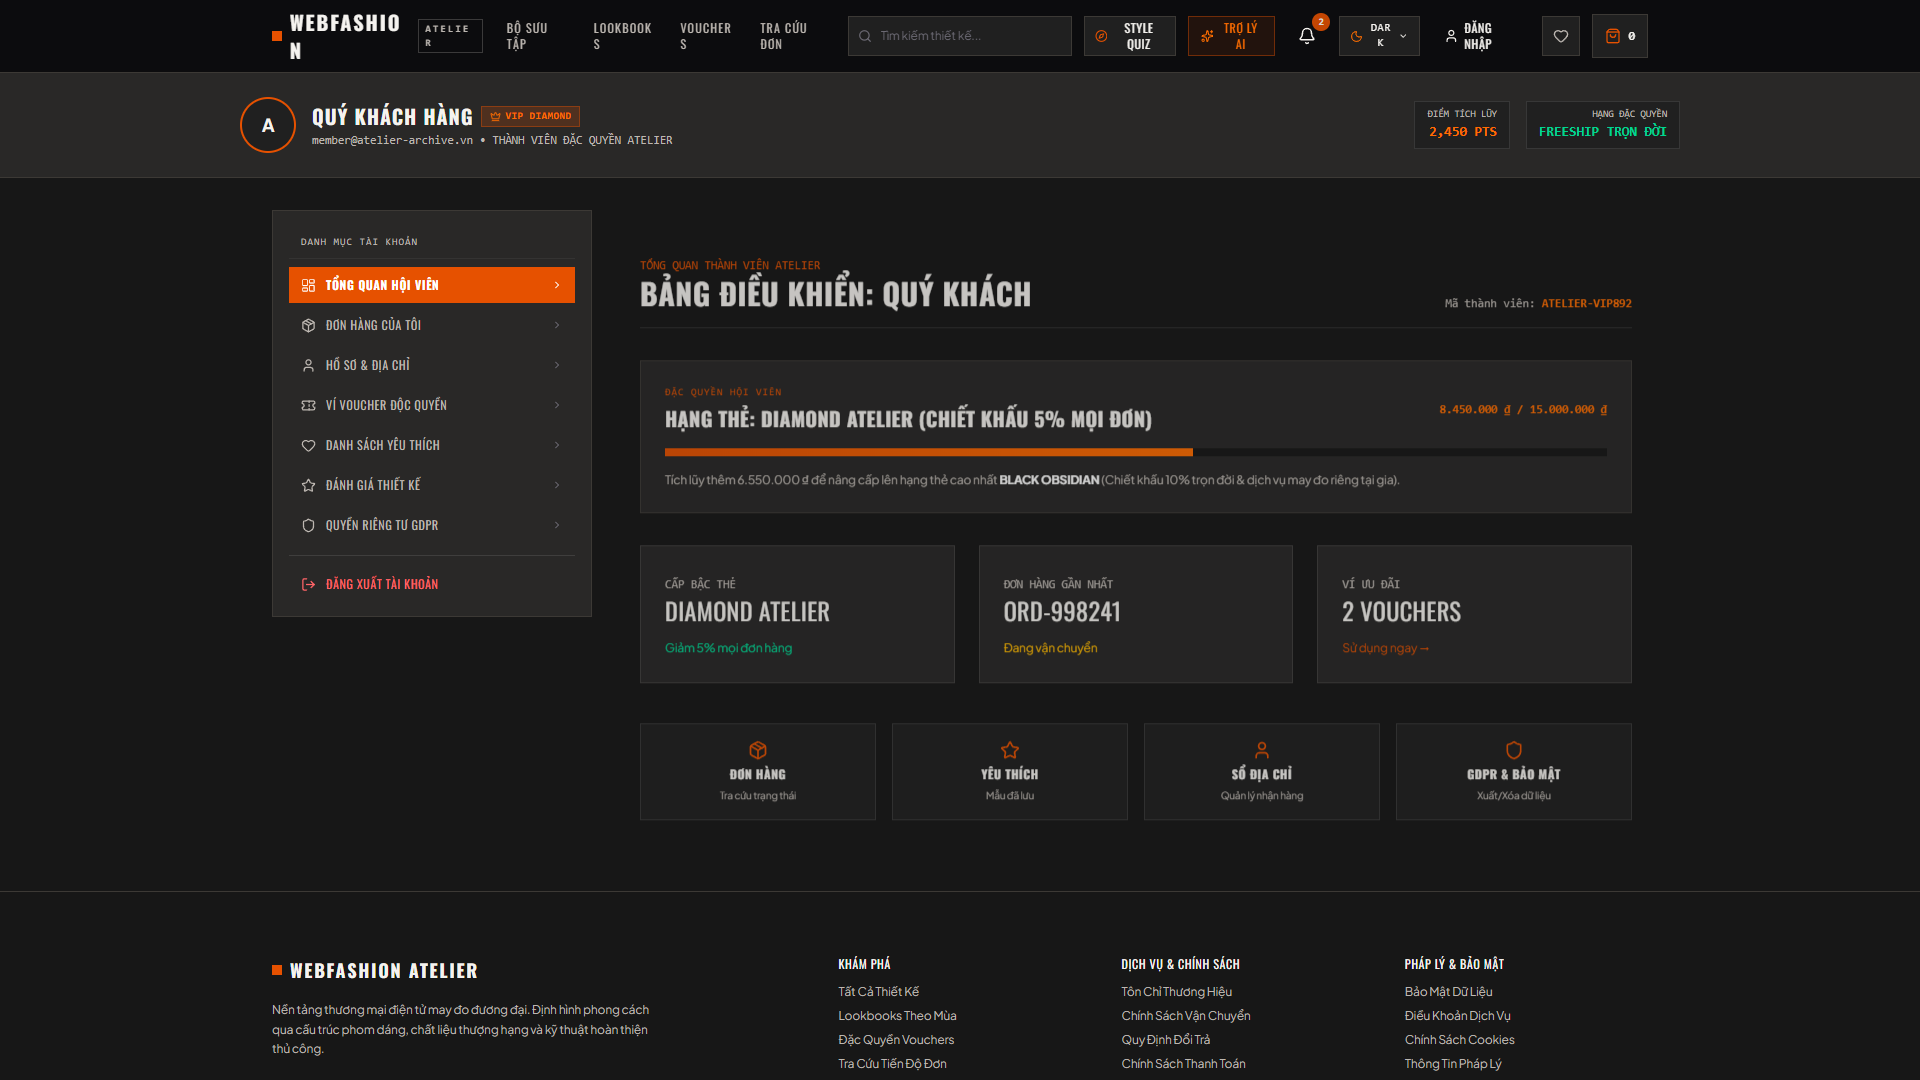 WEBFASHIO
N
ATELIE
R
BỘ SƯU
TẬP
LOOKBOOK
S
VOUCHER
S
TRA CỨU
ĐƠN
Tìm kiếm thiết kế...
STYLE
QUIZ
TRỢ LÝ
AI
2
DAR
K
ĐĂNG
NHẬP
0
A
QUÝ KHÁCH HÀNG
VIP DIAMOND
member@atelier-archive.vn • THÀNH VIÊN ĐẶC QUYỀN ATELIER
ĐIỂM TÍCH LŨY
2,450 PTS
HẠNG ĐẶC QUYỀN
FREESHIP TRỌN ĐỜI
DANH MỤC TÀI KHOẢN
TỔNG QUAN HỘI VIÊN
ĐƠN HÀNG CỦA TÔI
HỒ SƠ & ĐỊA CHỈ
VÍ VOUCHER ĐỘC QUYỀN
DANH SÁCH YÊU THÍCH
ĐÁNH GIÁ THIẾT KẾ
QUYỀN RIÊNG TƯ GDPR
ĐĂNG XUẤT TÀI KHOẢN
TỔNG QUAN THÀNH VIÊN ATELIER
BẢNG ĐIỀU KHIỂN: QUÝ KHÁCH
Mã thành viên: ATELIER-VIP892
ĐẶC QUYỀN HỘI VIÊN
HẠNG THẺ: DIAMOND ATELIER (CHIẾT KHẤU 5% MỌI ĐƠN)
8.450.000 ₫ / 15.000.000 ₫
Tích lũy thêm 6.550.000 ₫ để nâng cấp lên hạng thẻ cao nhất BLACK OBSIDIAN (Chiết khấu 10% trọn đời & dịch vụ may đo riêng tại gia).
CẤP BẬC THẺ
DIAMOND ATELIER
Giảm 5% mọi đơn hàng
ĐƠN HÀNG GẦN NHẤT
ORD-998241
Đang vận chuyển
VÍ ƯU ĐÃI
2 VOUCHERS
Sử dụng ngay →
ĐƠN HÀNG
Tra cứu trạng thái
YÊU THÍCH
Mẫu đã lưu
SỔ ĐỊA CHỈ
Quản lý nhận hàng
GDPR & BẢO MẬT
Xuất/Xóa dữ liệu
WEBFASHION ATELIER
Nền tảng thương mại điện tử may đo đương đại. Định hình phong cách
qua cấu trúc phom dáng, chất liệu thượng hạng và kỹ thuật hoàn thiện
thủ công.
KHÁM PHÁ
Tất Cả Thiết Kế
Lookbooks Theo Mùa
Đặc Quyền Vouchers
Tra Cứu Tiến Độ Đơn
DỊCH VỤ & CHÍNH SÁCH
Tôn Chỉ Thương Hiệu
Chính Sách Vận Chuyển
Quy Định Đổi Trả
Chính Sách Thanh Toán
PHÁP LÝ & BẢO MẬT
Bảo Mật Dữ Liệu
Điều Khoản Dịch Vụ
Chính Sách Cookies
Thông Tin Pháp Lý